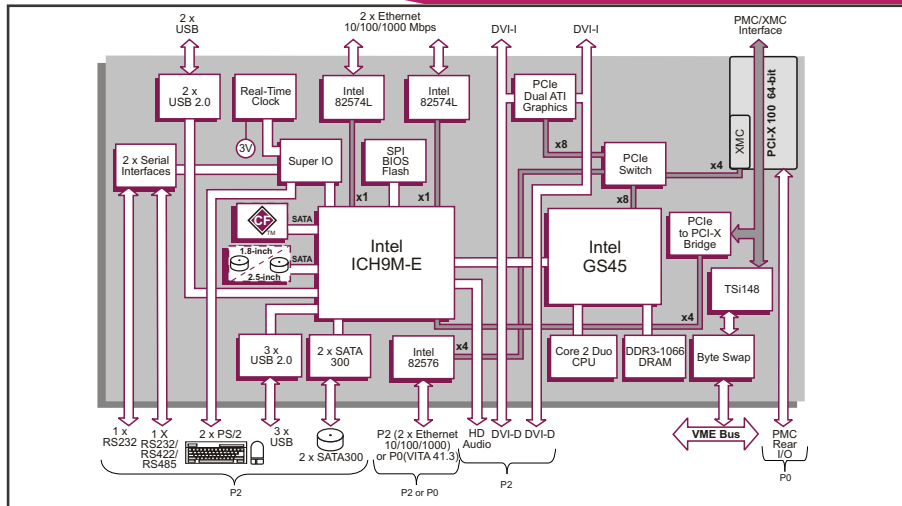 2 x
USB
2 x Ethernet
10/100/1000 Mbps
DVI-I
DVI-I
PMC/XMC
Interface
2 x
USB 2.0
Real-Time
Clock
Intel
82574L
Intel
82574L
PCIe
Dual ATI
Graphics
XMC
PCI-X 100 64-bit
3V
x8
2 x Serial
Interfaces
Super IO
SPI
BIOS
Flash
PCIe
Switch
x4
x1
x1
x8
CF
TM
SATA
Intel
ICH9M-E
Intel
GS45
PCIe
to PCI-X
Bridge
1.8-inch
2.5-inch
SATA
TSi148
x4
3 x
USB 2.0
2 x SATA
300
Intel
82576
x4
Core 2 Duo
CPU
DDR3-1066
DRAM
Byte Swap
1 x
RS232
1 X
RS232/
RS422/
RS485
2 x PS/2
3 x
USB
2 x SATA300
P2 (2 x Ethernet
10/100/1000)
or P0(VITA 41.3)
HD
Audio
DVI-D
DVI-D
VME Bus
PMC
Rear
I/O
P2
P2 or P0
P2
P0